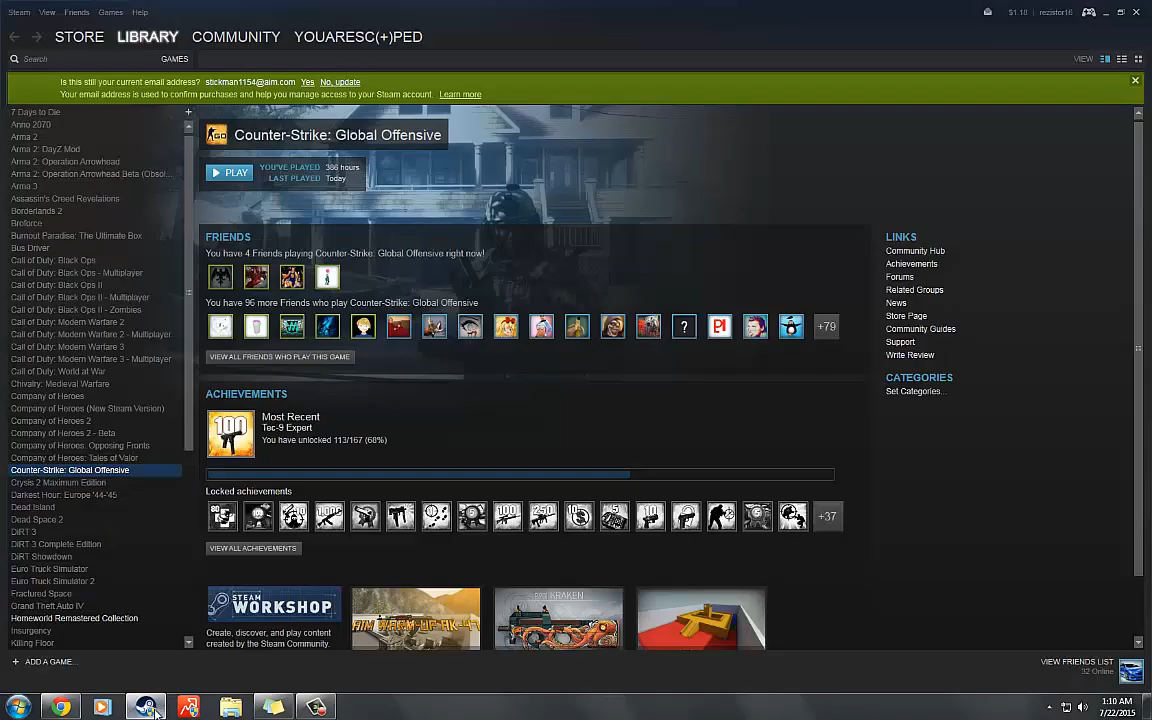 Steam View Friends Games Help
$1.18 rezistor16
STORE LIBRARY COMMUNITY YOUARESC(+)PED
Search GAMES VIEW
Is this still your current email address? stickman1154@aim.com Yes No, update
Your email address is used to confirm purchases and help you manage access to your Steam account. Learn more
7 Days to Die
Anno 2070
Arma 2
Arma 2: DayZ Mod
Arma 2: Operation Arrowhead
Arma 2: Operation Arrowhead Beta (Obsol...
Arma 3
Assassin's Creed Revelations
Borderlands 2
Broforce
Burnout Paradise: The Ultimate Box
Bus Driver
Call of Duty: Black Ops
Call of Duty: Black Ops - Multiplayer
Call of Duty: Black Ops II
Call of Duty: Black Ops II - Multiplayer
Call of Duty: Black Ops II - Zombies
Call of Duty: Modern Warfare 2
Call of Duty: Modern Warfare 2 - Multiplayer
Call of Duty: Modern Warfare 3
Call of Duty: Modern Warfare 3 - Multiplayer
Call of Duty: World at War
Chivalry: Medieval Warfare
Company of Heroes
Company of Heroes (New Steam Version)
Company of Heroes 2
Company of Heroes 2 - Beta
Company of Heroes: Opposing Fronts
Company of Heroes: Tales of Valor
Counter-Strike: Global Offensive
Crysis 2 Maximum Edition
Darkest Hour: Europe '44-'45
Dead Island
Dead Space 2
DiRT 3
DiRT 3 Complete Edition
DiRT Showdown
Euro Truck Simulator
Euro Truck Simulator 2
Fractured Space
Grand Theft Auto IV
Homeworld Remastered Collection
Insurgency
Killing Floor
+ ADD A GAME...
GO Counter-Strike: Global Offensive
PLAY
YOU'VE PLAYED 386 hours
LAST PLAYED Today
FRIENDS
You have 4 Friends playing Counter-Strike: Global Offensive right now!
You have 96 more Friends who play Counter-Strike: Global Offensive
? +79
VIEW ALL FRIENDS WHO PLAY THIS GAME
ACHIEVEMENTS
100
Most Recent
Tec-9 Expert
You have unlocked 113/167 (68%)
Locked achievements
+37
VIEW ALL ACHIEVEMENTS
STEAM WORKSHOP
Create, discover, and play content
created by the Steam Community.
AIM WARM-UP AK-47
KRAKEN
LINKS
Community Hub
Achievements
Forums
Related Groups
News
Store Page
Community Guides
Support
Write Review
CATEGORIES
Set Categories...
VIEW FRIENDS LIST
32 Online
1:10 AM
7/22/2015